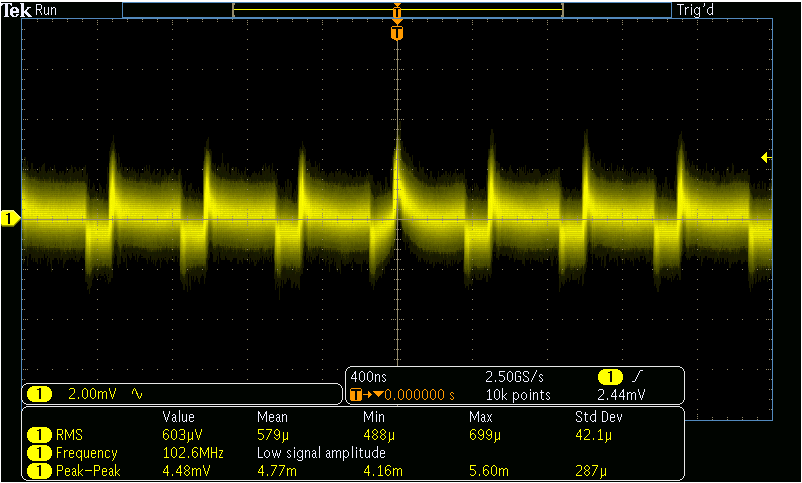 Tek Run Trig'd
T
T
1
400ns 2.50GS/s 1
1 2.00mV T 0.000000 s 10k points 2.44mV
Value Mean Min Max Std Dev
1 RMS 603µV 579µ 488µ 699µ 42.1µ
1 Frequency 102.6MHz Low signal amplitude
1 Peak-Peak 4.48mV 4.77m 4.16m 5.60m 287µ